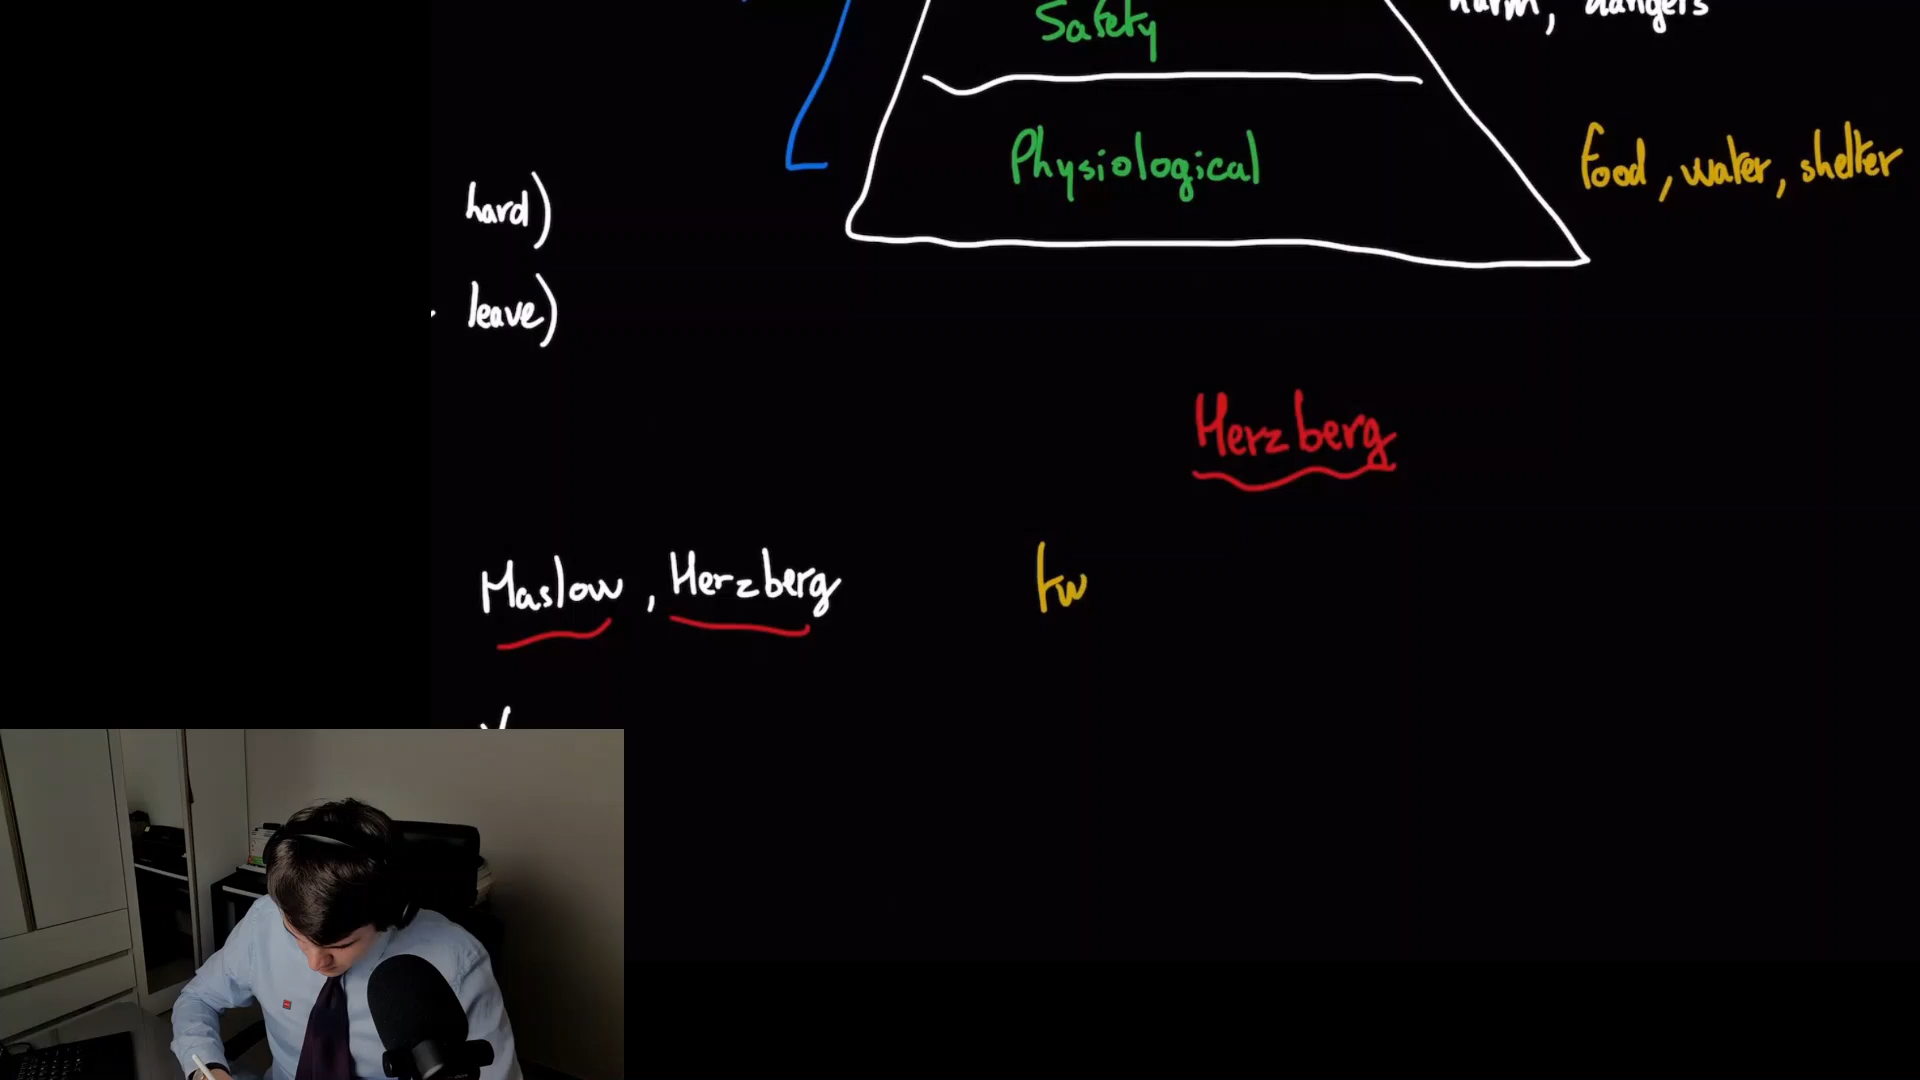 Safety
harm, dangers
Physiological
food, water, shelter
hard)
leave)
Herzberg
Maslow, Herzberg
tw